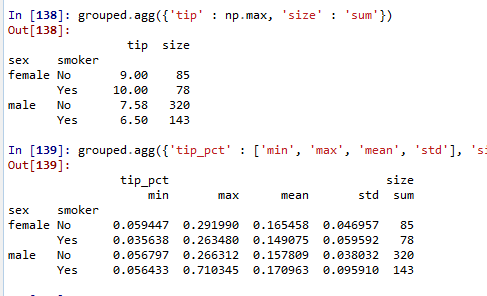 In [138]: grouped.agg({'tip' : np.max, 'size' : 'sum'})
Out[138]:
tip size
sex smoker
female No 9.00 85
Yes 10.00 78
male No 7.58 320
Yes 6.50 143
In [139]: grouped.agg({'tip_pct' : ['min', 'max', 'mean', 'std'], 'si
Out[139]:
tip_pct size
min max mean std sum
sex smoker
female No 0.059447 0.291990 0.165458 0.046957 85
Yes 0.035638 0.263480 0.149075 0.059592 78
male No 0.056797 0.266312 0.157809 0.038032 320
Yes 0.056433 0.710345 0.170963 0.095910 143